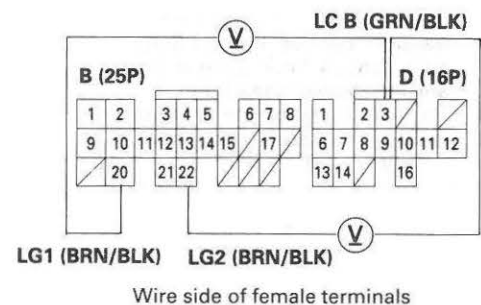 V
LC B (GRN/BLK)
B (25P)
D (16P)
1 2 3 4 5 6 7 8 1 2 3
9 10 11 12 13 14 15 17 6 7 8 9 10 11 12
20 21 22 13 14 16
V
LG1 (BRN/BLK) LG2 (BRN/BLK)
Wire side of female terminals